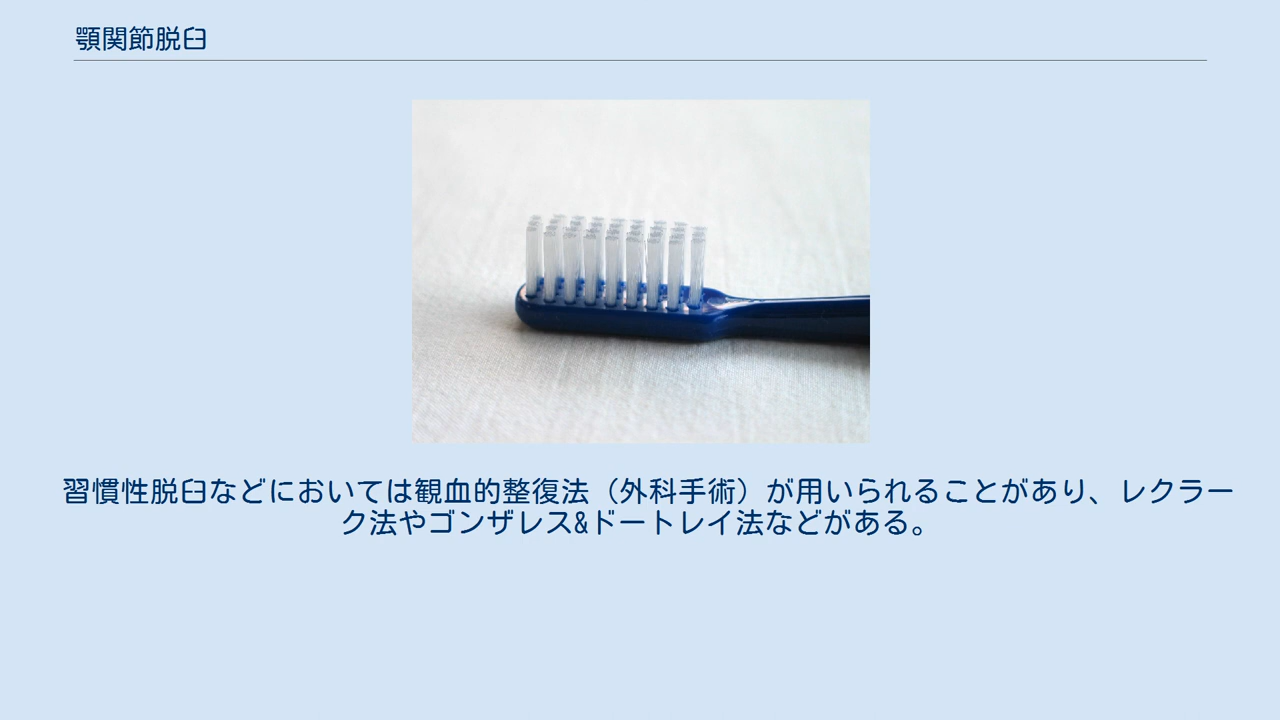 顎関節脱臼
習慣性脱臼などにおいては観血的整復法（外科手術）が用いられることがあり、レクラー
ク法やゴンザレス&ドートレイ法などがある。